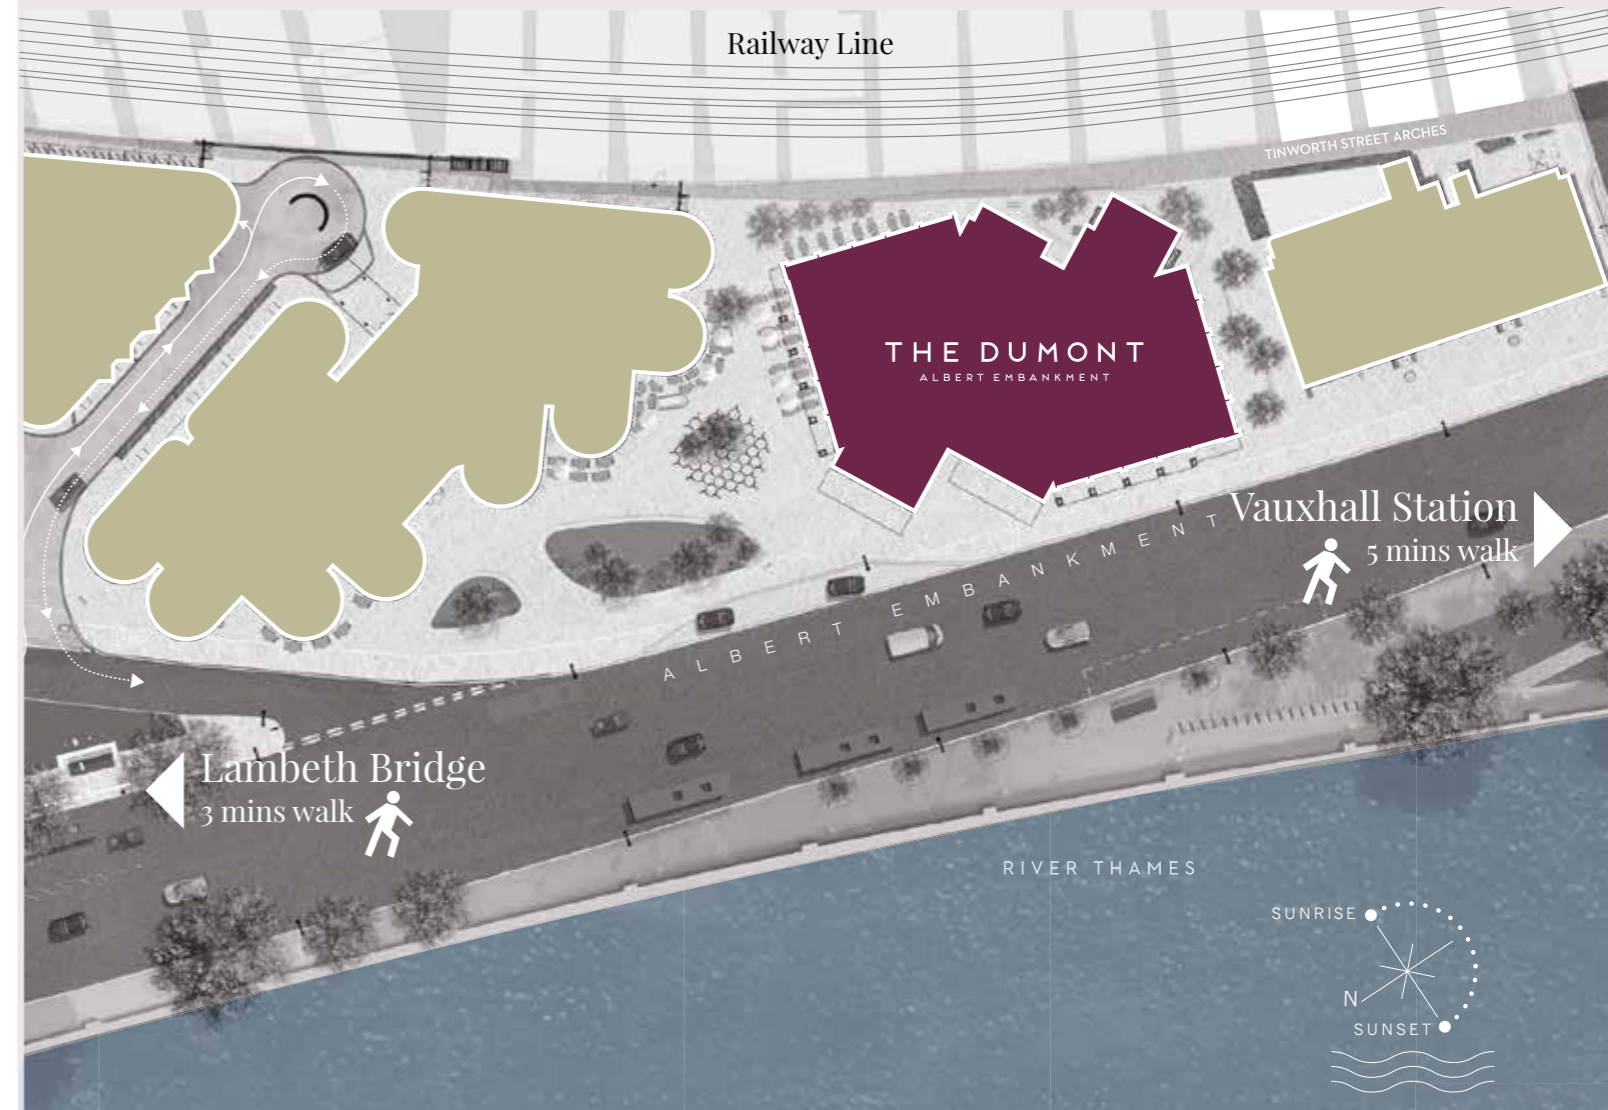 Railway Line
TINWORTH STREET ARCHES
THE DUMONT
ALBERT EMBANKMENT
Vauxhall Station
5 mins walk
ALBERT EMBANKMENT
Lambeth Bridge
3 mins walk
RIVER THAMES
SUNRISE
N
SUNSET